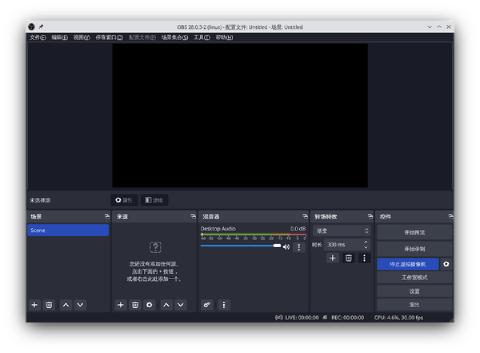 OBS 28.0.3-2 (linux) - 配置文件: Untitled - 场景: Untitled
文件(F) 编辑(E) 视图(V) 停靠窗口(D) 配置文件(P) 场景集合(S) 工具(T) 帮助(H)
未选择源 属性 滤镜
场景 来源 混音器 转场特效 控件
Scene
Desktop Audio 0.0 dB
渐变
时长 300 ms
您还没有添加任何源。
点击下面的 + 按钮，
或者右击此处添加一个。
开始推流
开始录制
停止虚拟摄像机
工作室模式
设置
退出
LIVE: 00:00:00 REC: 00:00:00 CPU: 4.6%, 30.00 fps